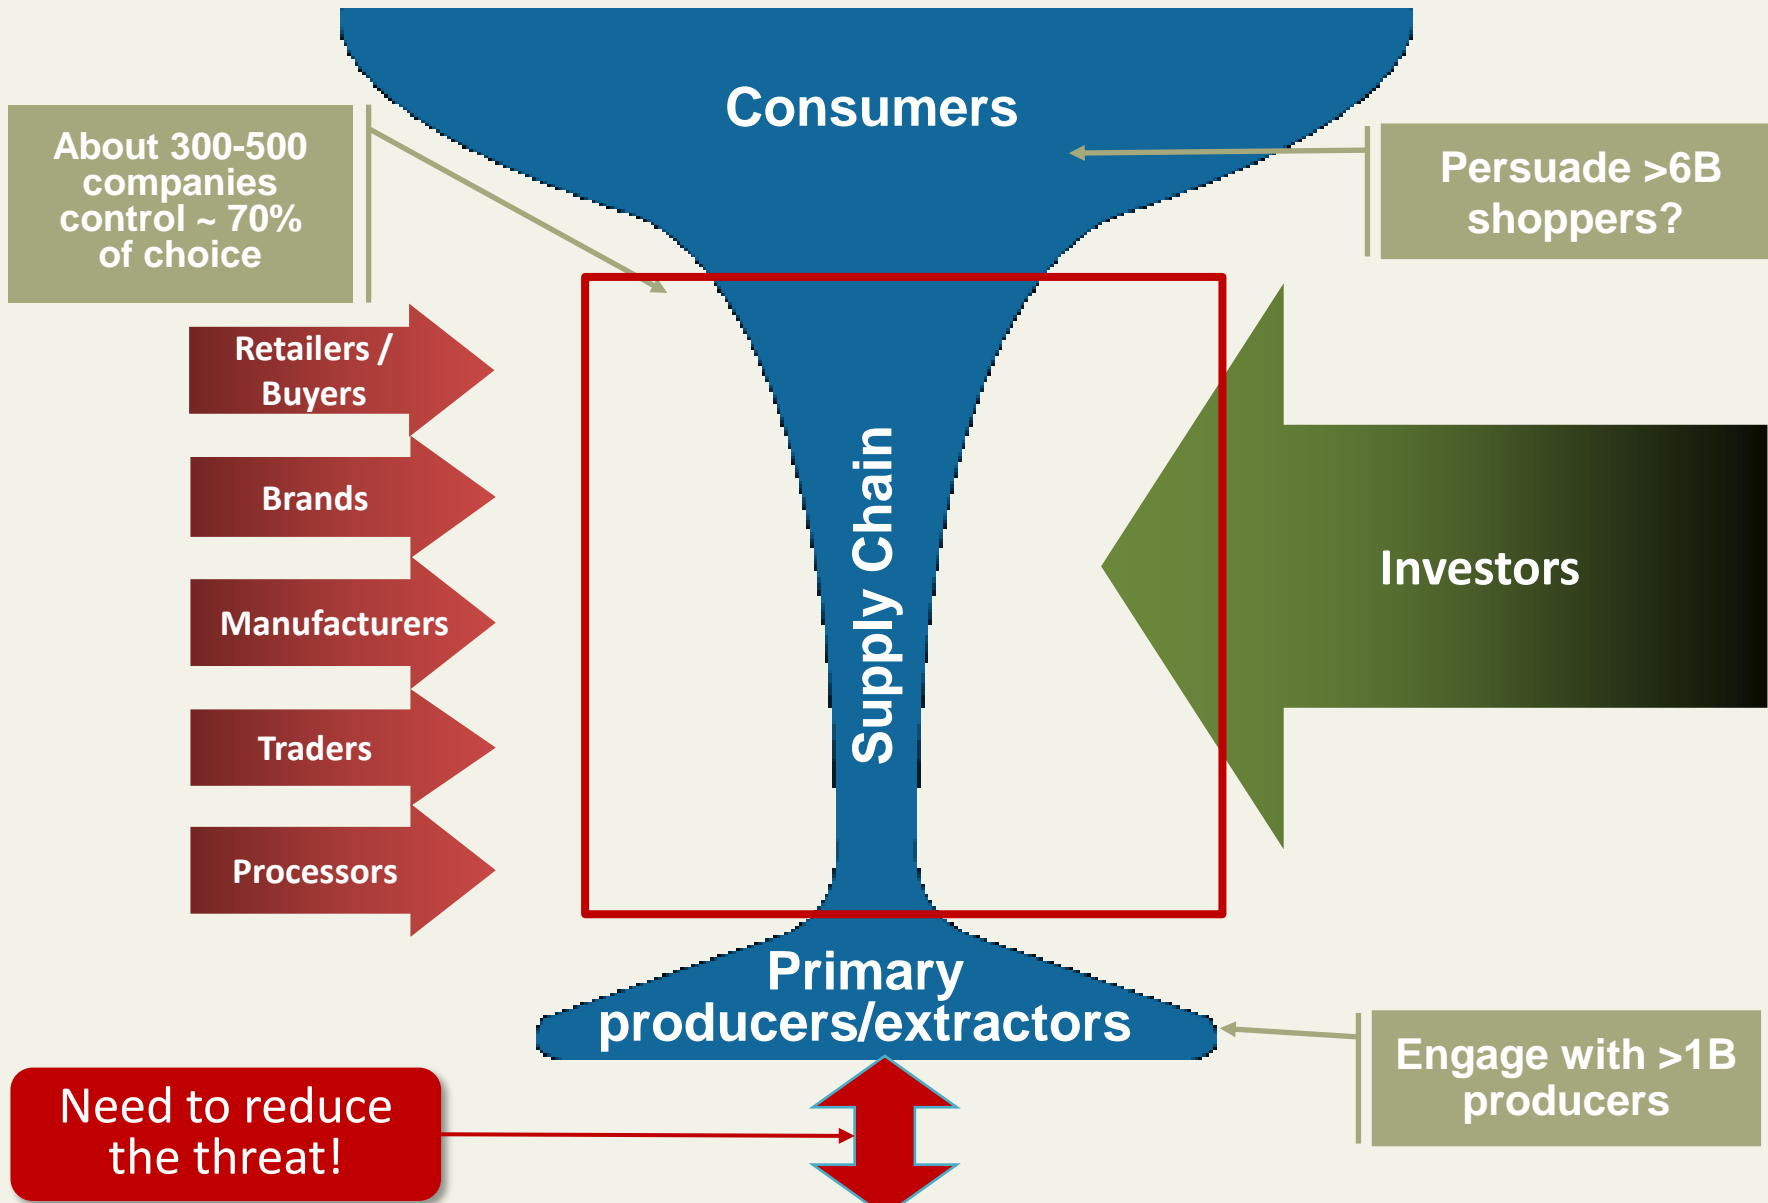 Consumers
About 300-500
companies
control ~ 70%
of choice
Persuade >6B
shoppers?
Retailers /
Buyers
Brands
Manufacturers
Traders
Processors
Supply Chain
Investors
Primary
producers/extractors
Engage with >1B
producers
Need to reduce
the threat!